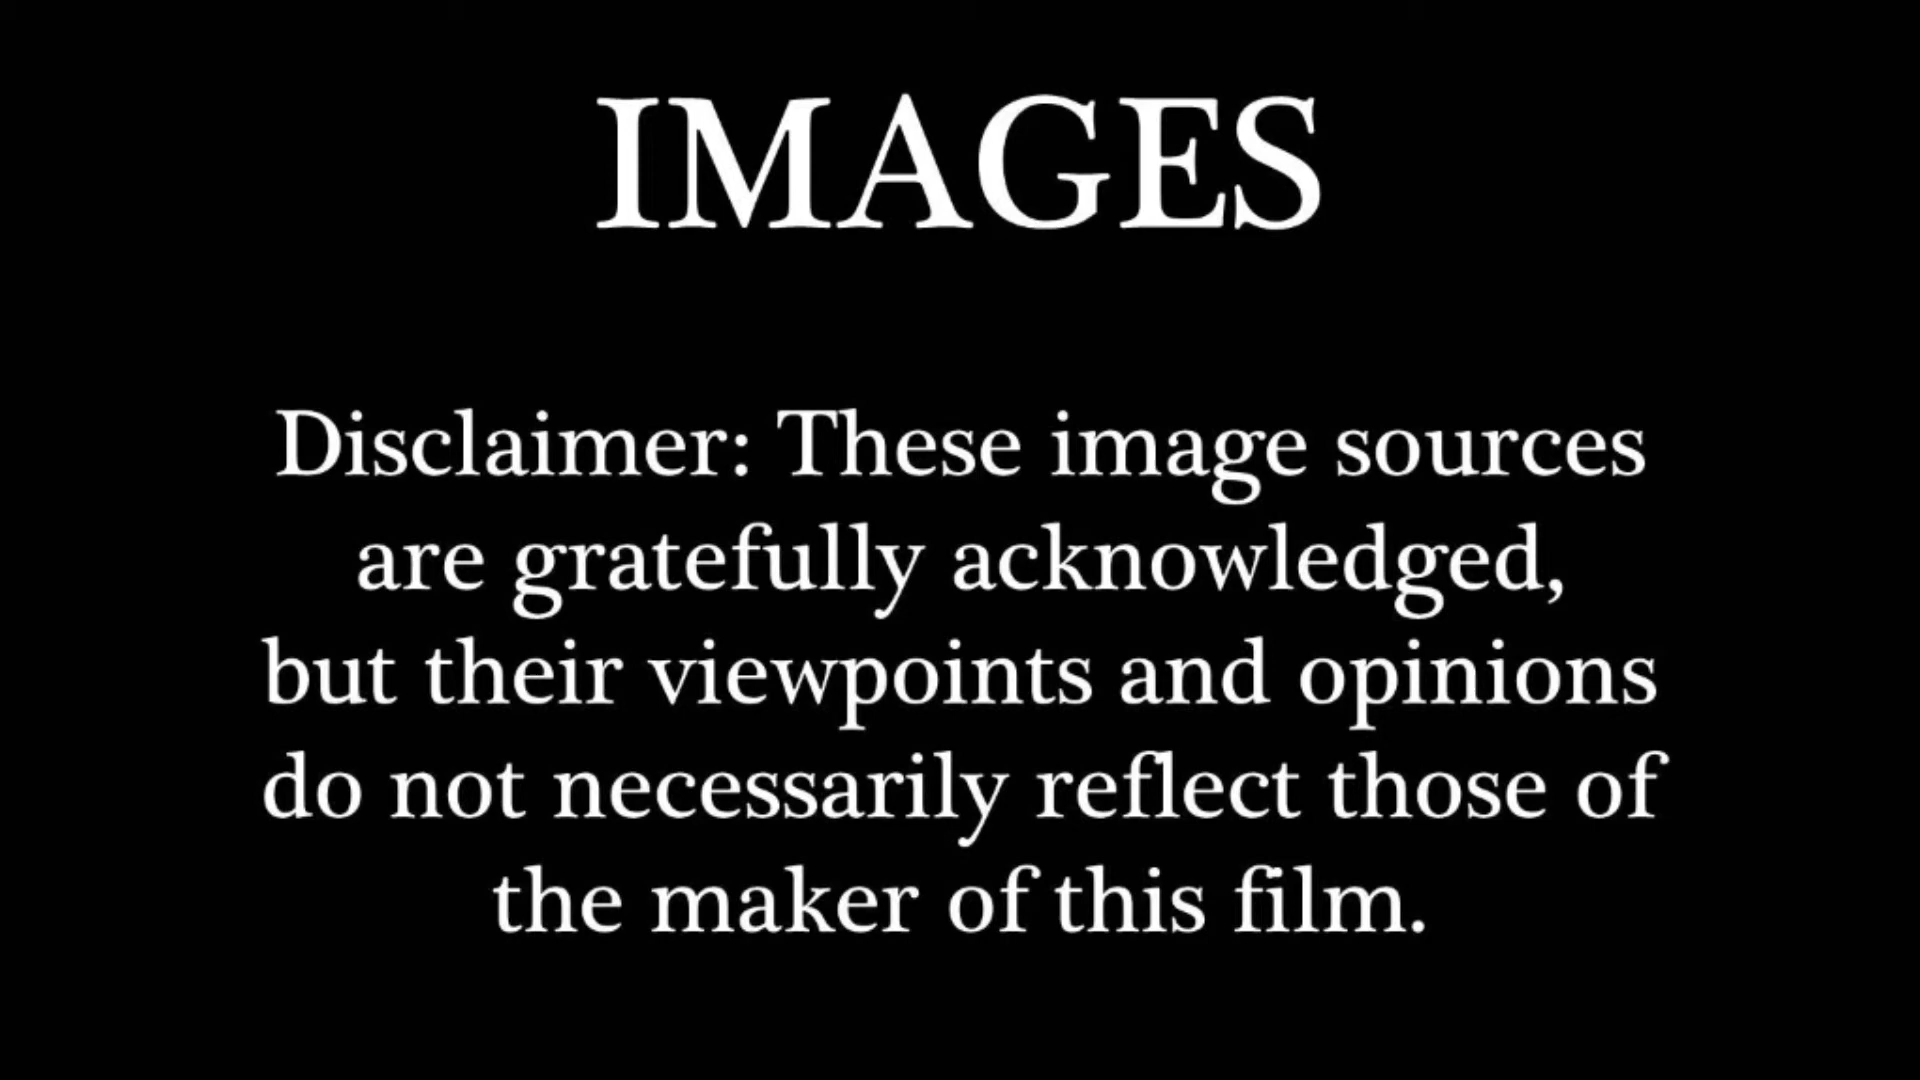 IMAGES
Disclaimer: These image sources
are gratefully acknowledged,
but their viewpoints and opinions
do not necessarily reflect those of
the maker of this film.